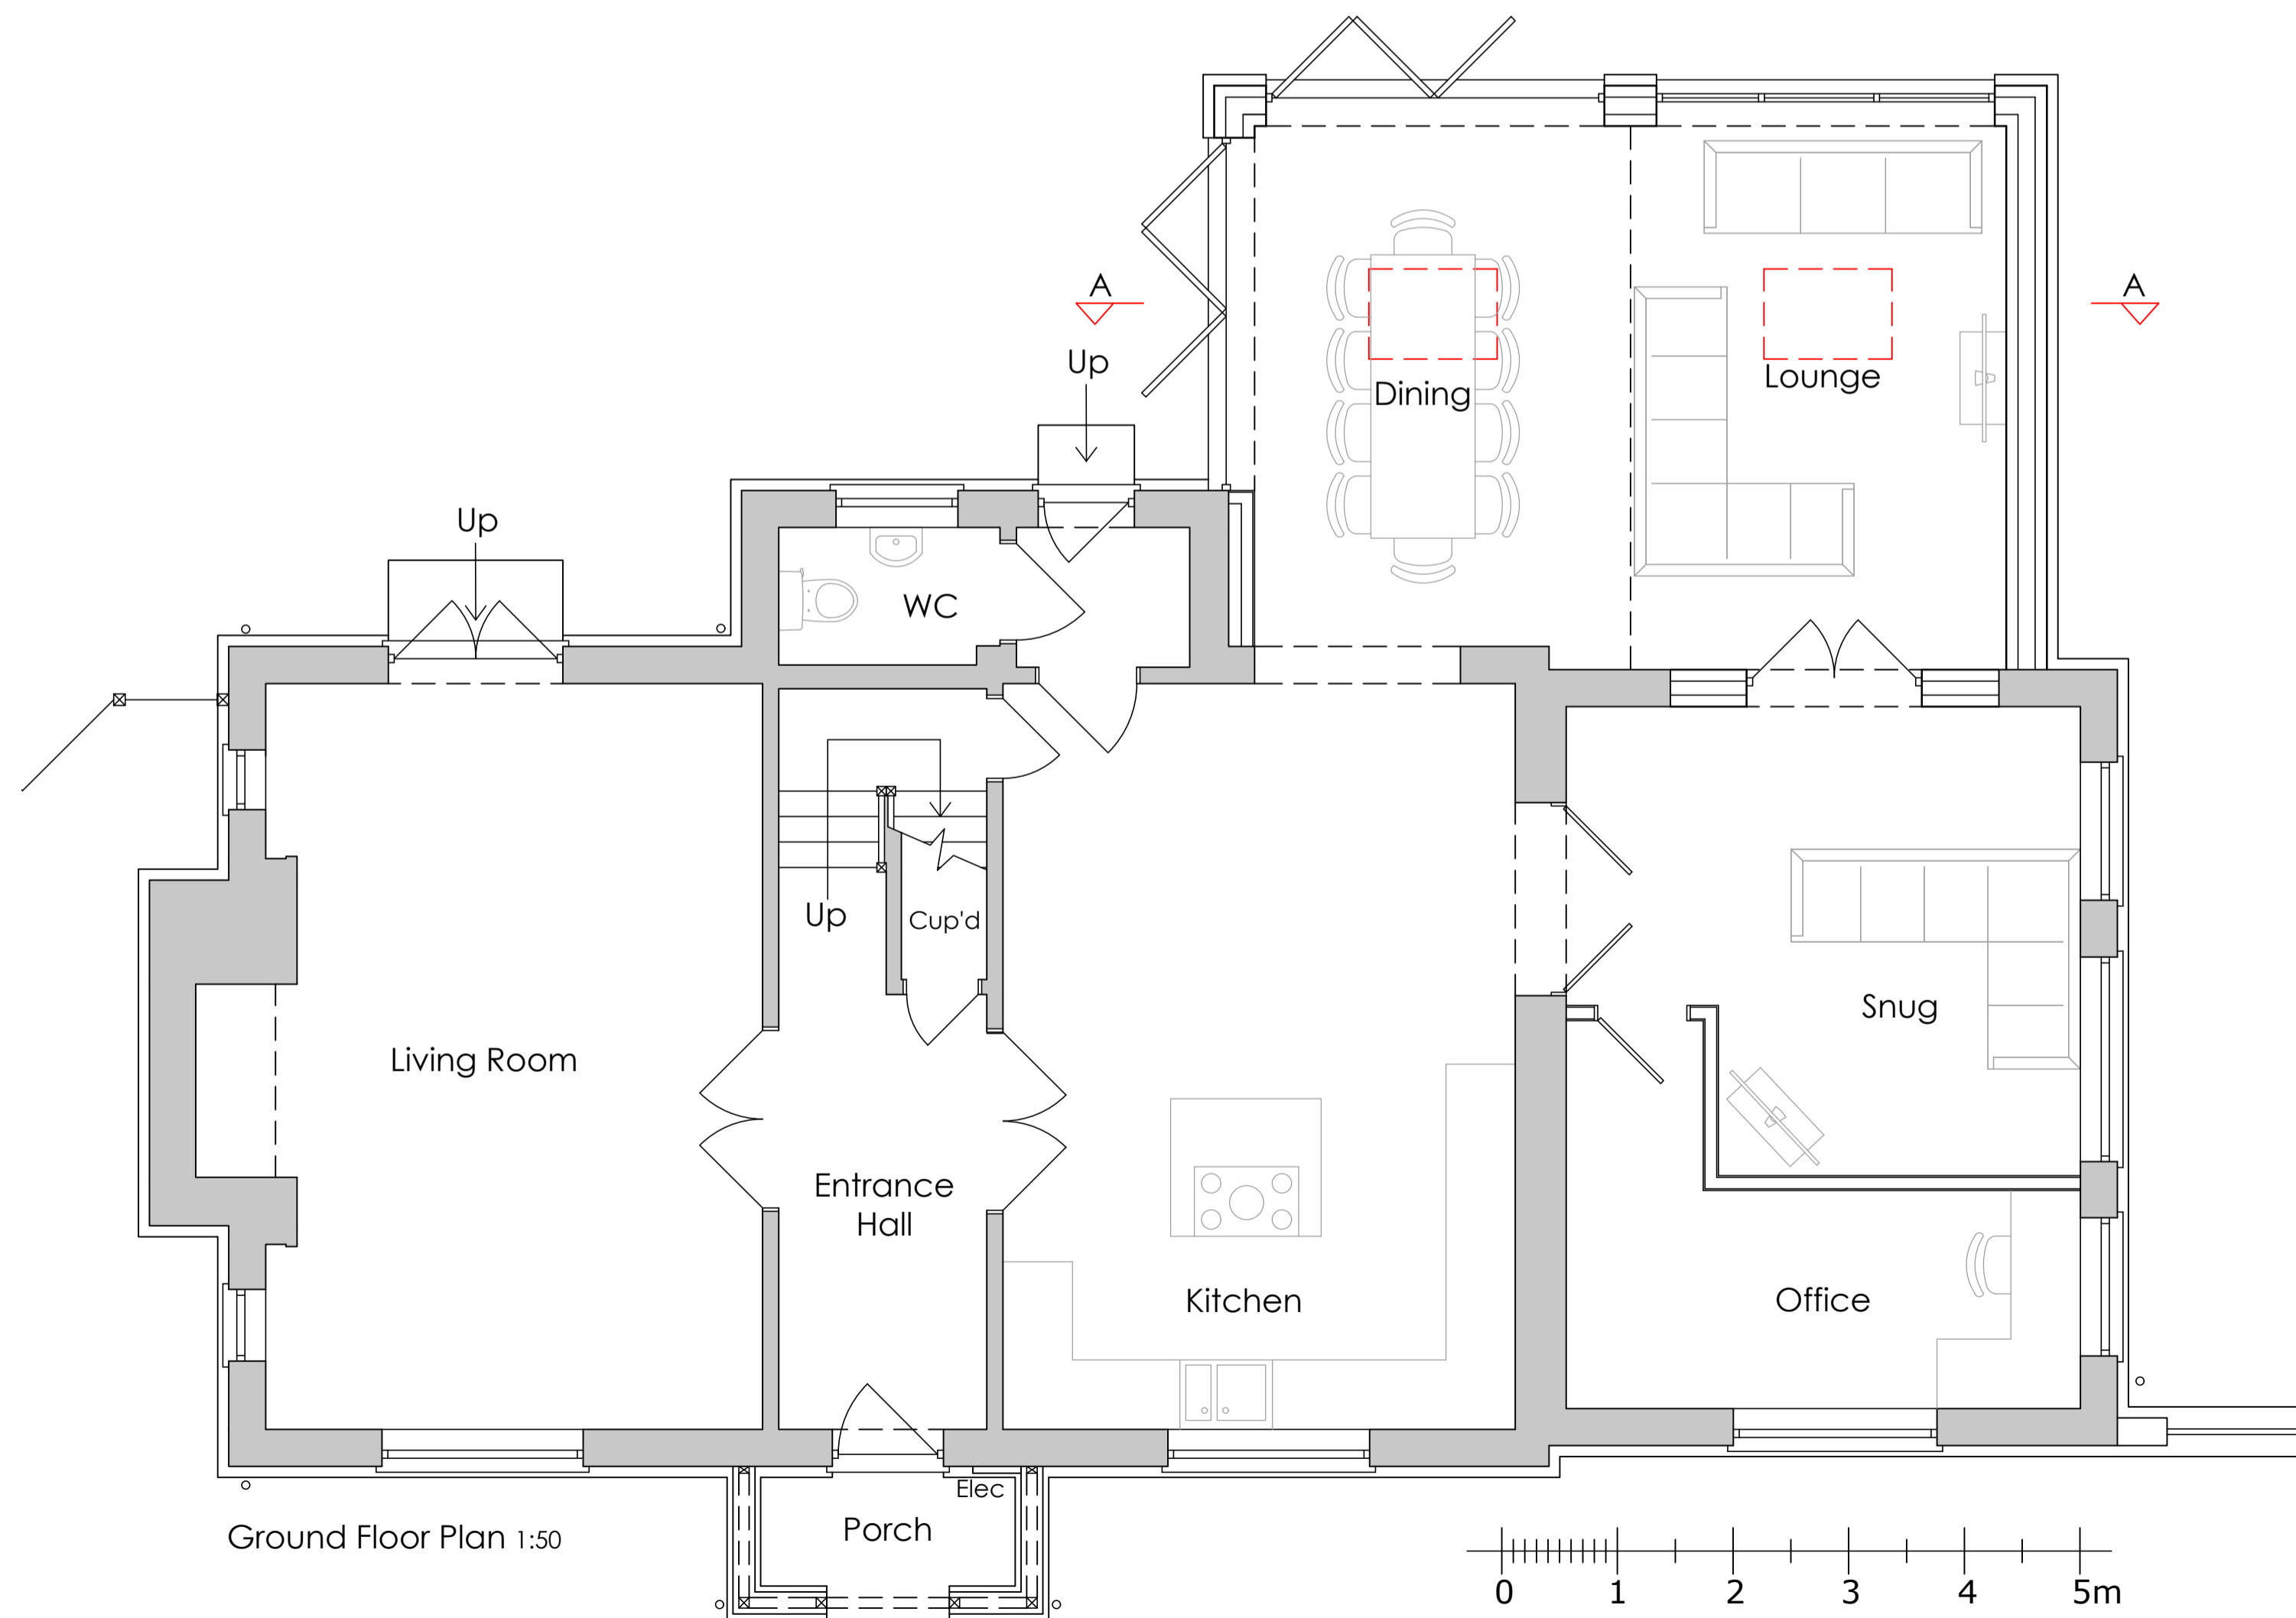 A
A
Up
Dining
Lounge
Up
WC
Up
Cup'd
Snug
Living Room
Entrance
Hall
Kitchen
Office
Elec
Porch
Ground Floor Plan 1:50
0 1 2 3 4 5m